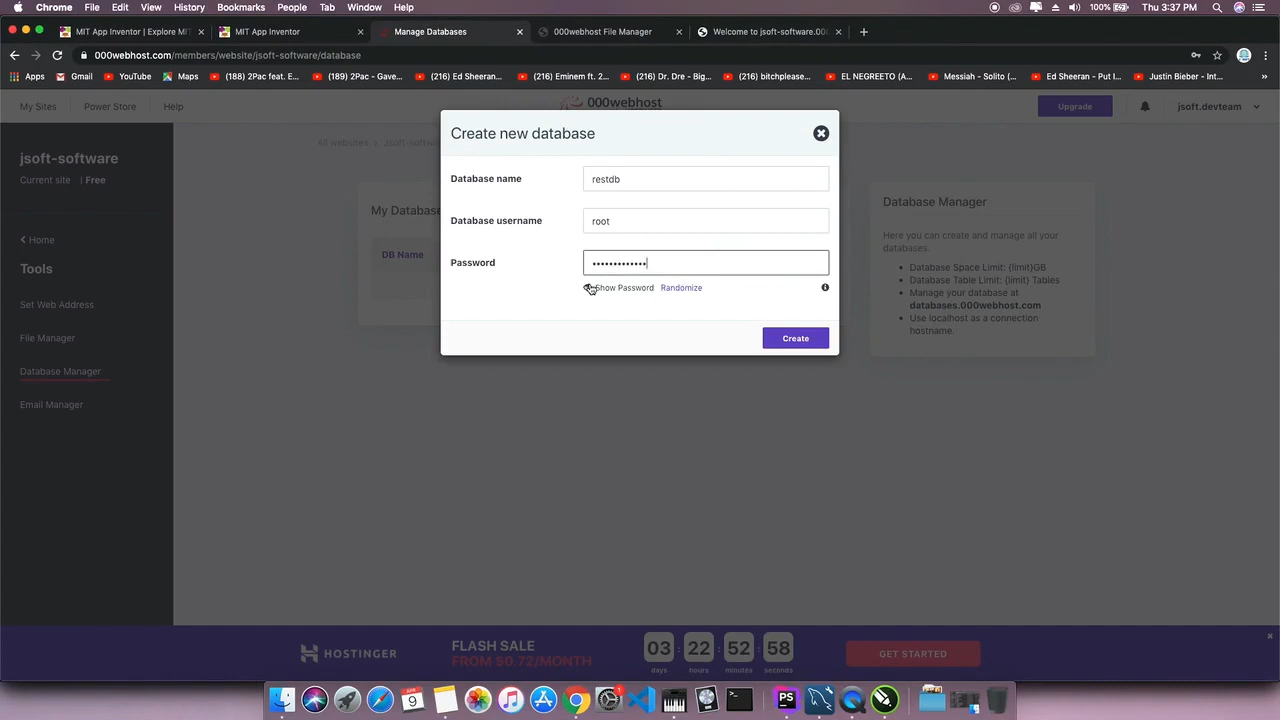 Chrome File Edit View History Bookmarks People Tab Window Help 100% Thu 3:37 PM
MIT App Inventor | Explore MIT
MIT App Inventor
Manage Databases
000webhost File Manager
Welcome to jsoft-software.000
000webhost.com/members/website/jsoft-software/database
Apps Gmail YouTube Maps (188) 2Pac feat. E... (189) 2Pac - Gave... (216) Ed Sheeran... (216) Eminem ft. 2... (216) Dr. Dre - Big... (216) bitchplease... EL NEGREETO (A... Messiah - Solito (... Ed Sheeran - Put I... Justin Bieber - Int... »
My Sites Power Store Help 000webhost Upgrade jsoft.devteam
jsoft-software
Current site | Free
Home
Tools
Set Web Address
File Manager
Database Manager
Email Manager
All websites > Jsoft-softw
My Database
DB Name
Create new database
Database name restdb
Database username root
Password •••••••••••••
Show Password Randomize
Create
Database Manager
Here you can create and manage all your
databases.
• Database Space Limit: {limit}GB
• Database Table Limit: {limit} Tables
• Manage your database at
databases.000webhost.com
• Use localhost as a connection
hostname.
HOSTINGER
FLASH SALE
FROM $0.72/MONTH
03 : 22 : 52 : 58
days hours minutes seconds
GET STARTED
APR
9
1
PS